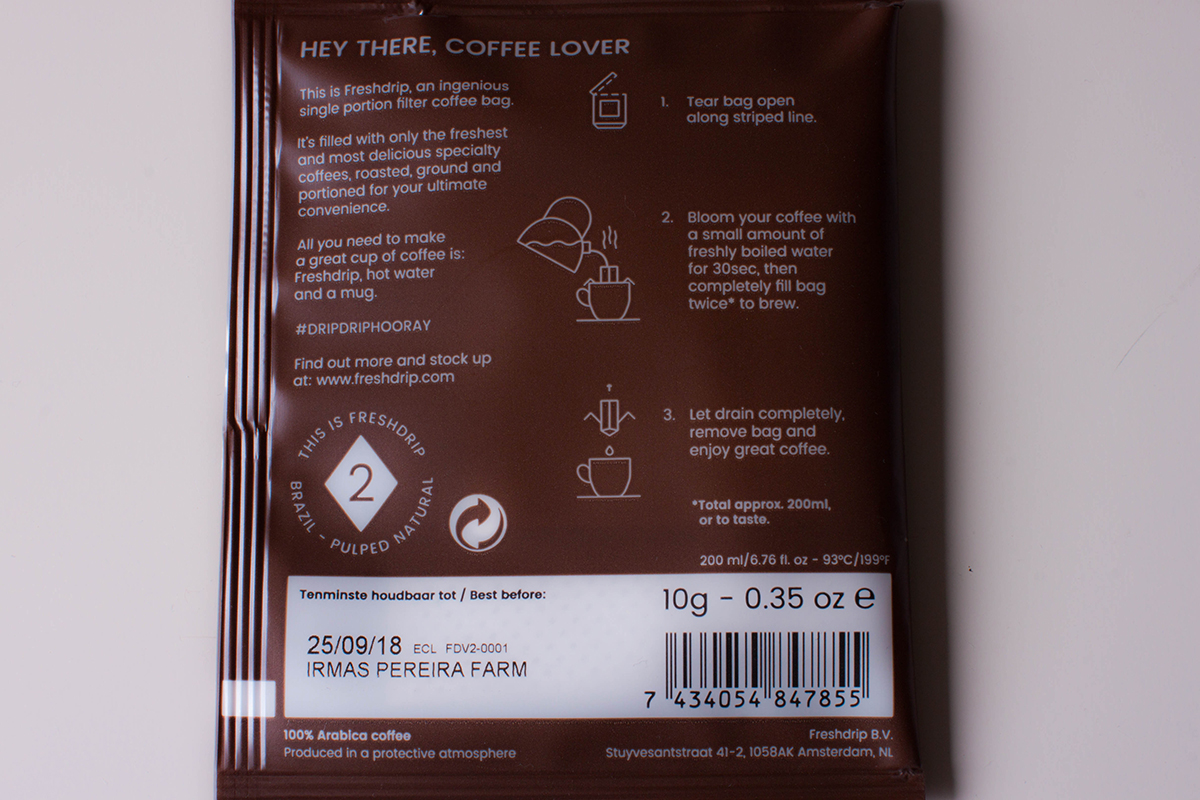 HEY THERE, COFFEE LOVER
This is Freshdrip, an ingenious
single portion filter coffee bag.
It's filled with only the freshest
and most delicious specialty
coffees, roasted, ground and
portioned for your ultimate
convenience.
All you need to make
a great cup of coffee is:
Freshdrip, hot water
and a mug.
#DRIPDRIPHOORAY
Find out more and stock up
at: www.freshdrip.com
THIS IS FRESHDRIP
2
BRAZIL - PULPED NATURAL
1. Tear bag open
along striped line.
2. Bloom your coffee with
a small amount of
freshly boiled water
for 30sec, then
completely fill bag
twice* to brew.
3. Let drain completely,
remove bag and
enjoy great coffee.
*Total approx. 200ml,
or to taste.
200 ml/6.76 fl. oz - 93ºC/199ºF
Tenminste houdbaar tot / Best before:
25/09/18 ECL FDV2-0001
IRMAS PEREIRA FARM
10g - 0.35 oz ℮
7 434054 847855
100% Arabica coffee
Produced in a protective atmosphere
Freshdrip B.V.
Stuyvesantstraat 41-2, 1058AK Amsterdam, NL